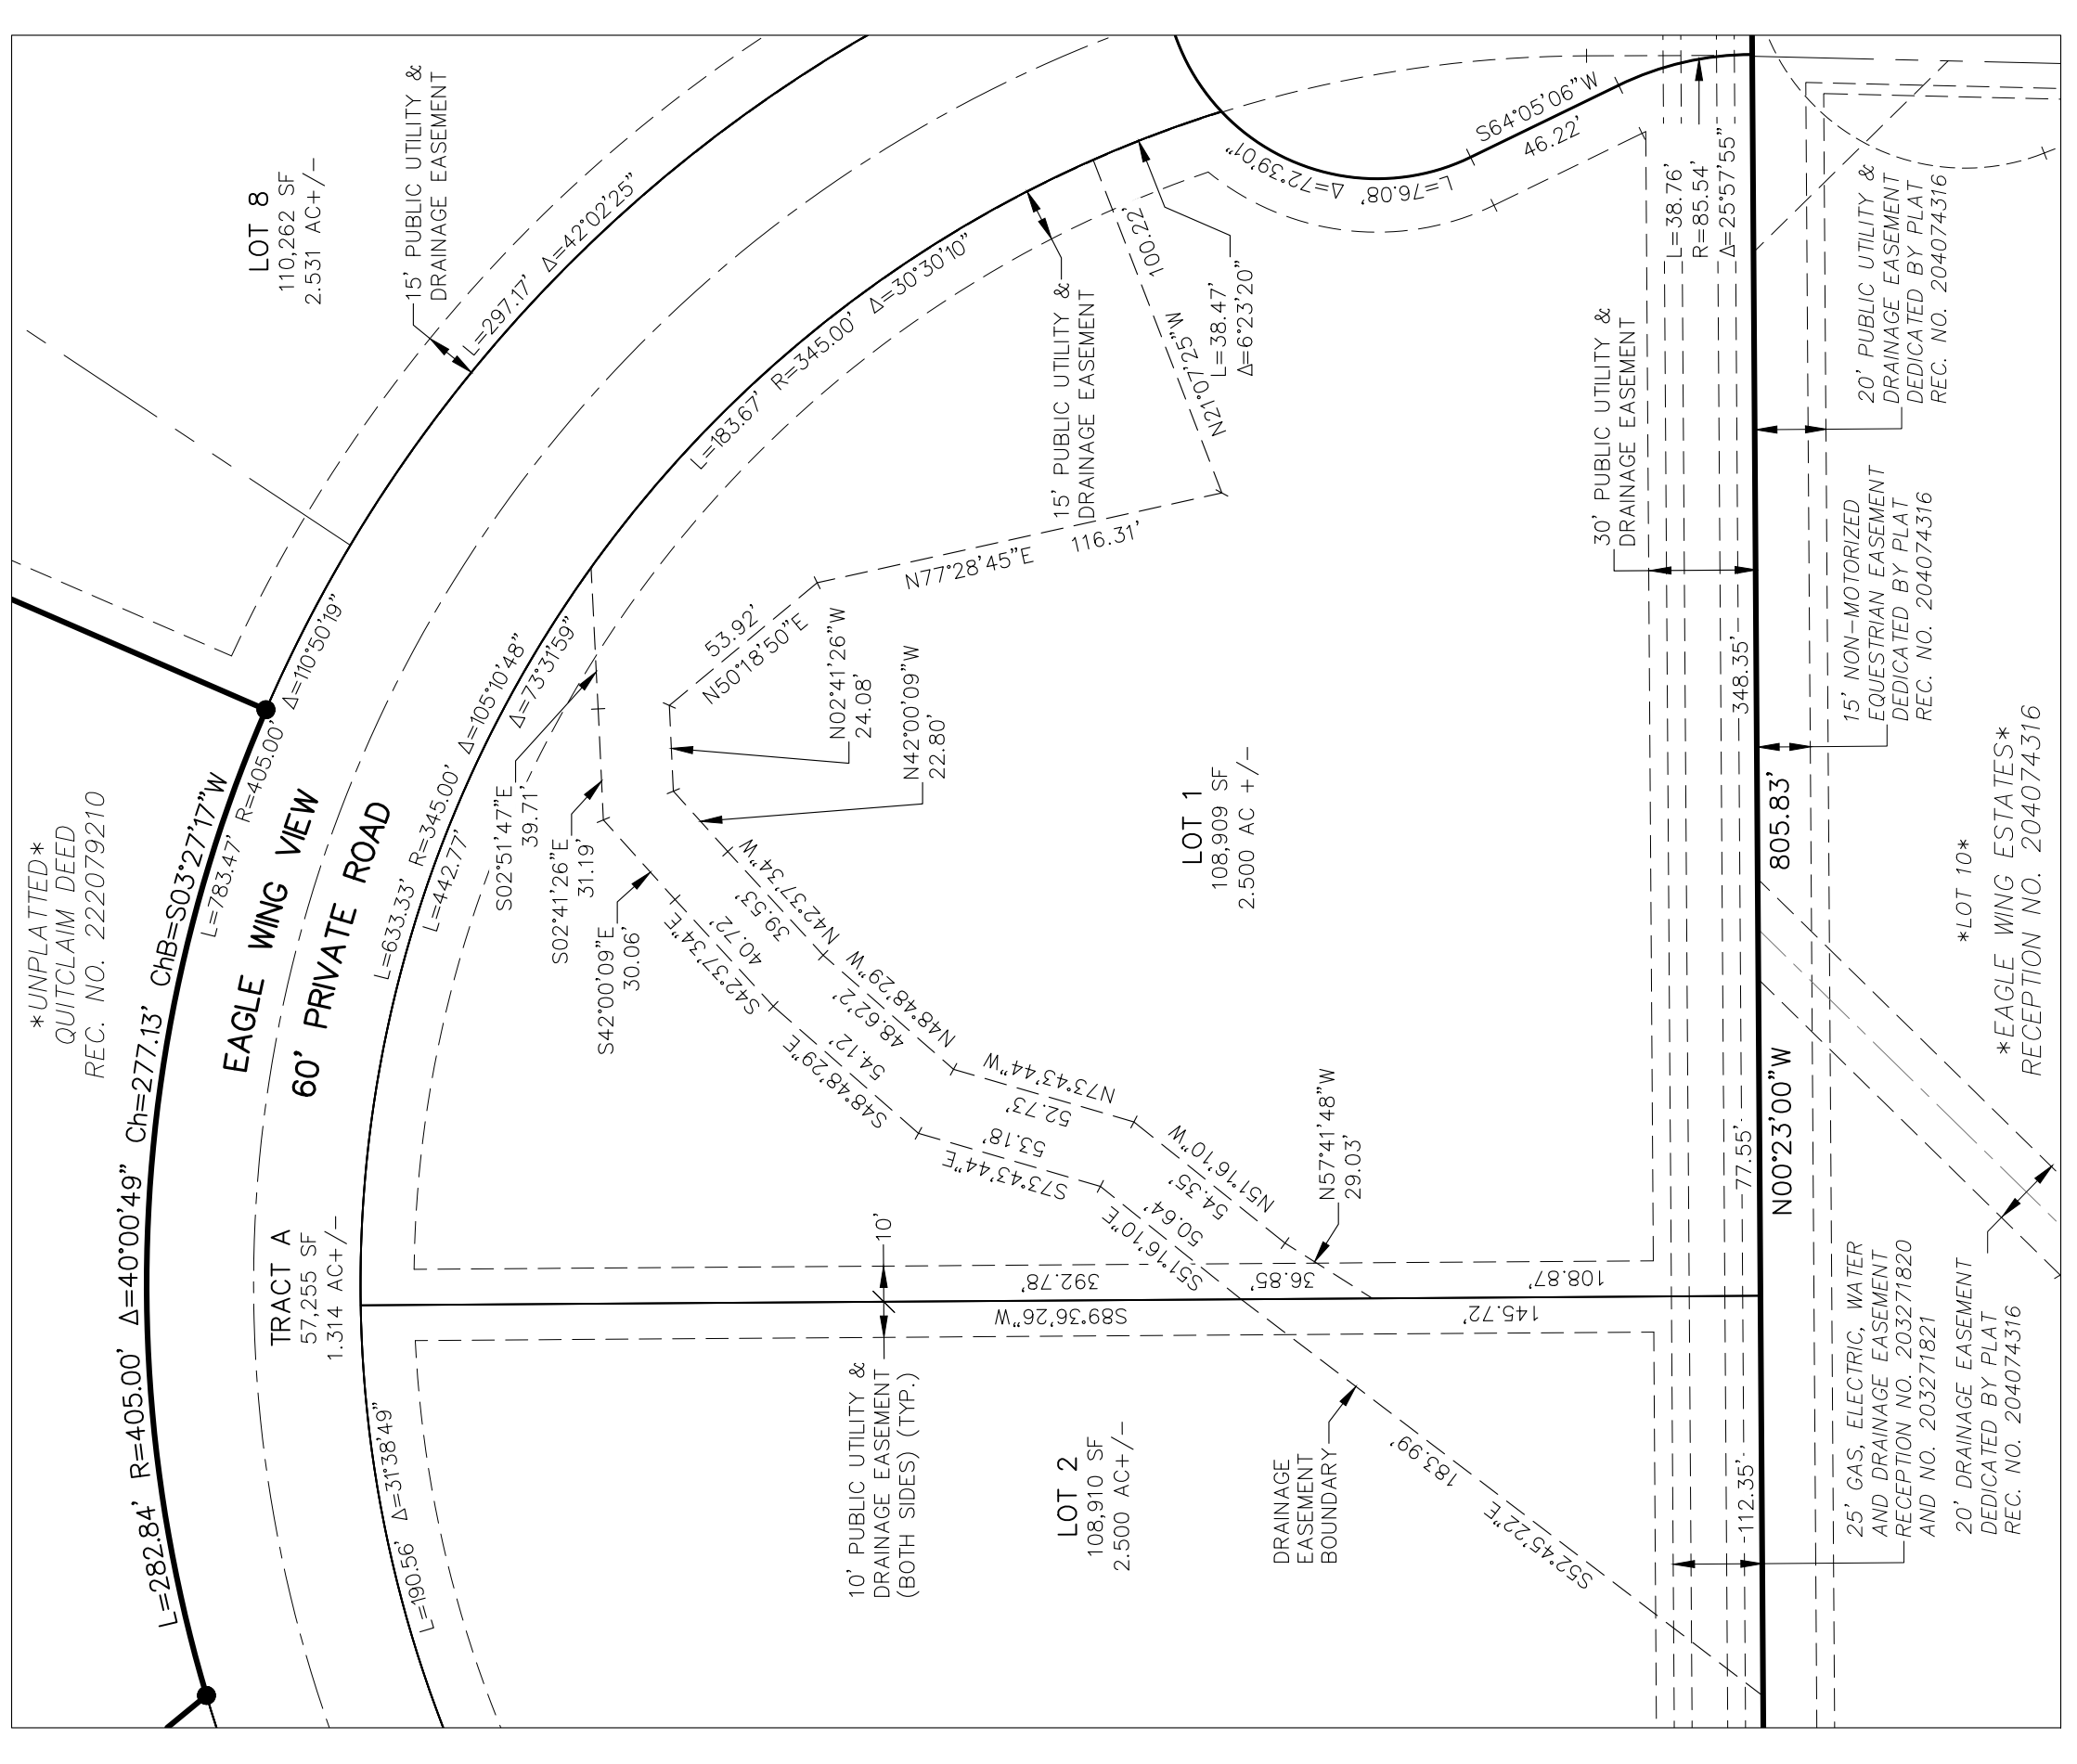 *UNPLATTED*
QUITCLAIM DEED
REC. NO. 222079210
L=282.84' R=405.00' Δ=40°00'49" Ch=277.13' ChB=S03°27'17"W
L=783.47' R=405.00' Δ=110°50'19"
EAGLE WING VIEW
60' PRIVATE ROAD
TRACT A
57,255 SF
1.314 AC+/-
LOT 8
110,262 SF
2.531 AC+/-
15' PUBLIC UTILITY &
DRAINAGE EASEMENT
L=297.17' Δ=42°02'25"
L=633.33' R=345.00' Δ=105°10'48"
L=442.77' Δ=73°31'59"
L=190.56' Δ=31°38'49"
L=183.67' R=345.00' Δ=30°30'10"
15' PUBLIC UTILITY &
DRAINAGE EASEMENT
L=38.47'
Δ=6°23'20"
100.22'
N21°07'25"W
N77°28'45"E
116.31'
53.92'
N50°18'50"E
N02°41'26"W
24.08'
N42°00'09"W
22.80'
S02°51'47"E
39.71'
S02°41'26"E
31.19'
S42°00'09"E
30.06'
N42°37'34"W
39.53'
S42°37'34"E
40.72'
N48°48'29"W
48.62'2'
S48°48'29"E
54.12'
N73°43'44"W
52.73'
S73°43'44"E
53.18'
N51°16'10"W
54.35'
S51°16'10"E
50.64'
N57°41'48"W
29.03'
LOT 1
108,909 SF
2.500 AC +/-
L=76.08' Δ=72°39'01"
S64°05'06"W
46.22'
L=38.76'
R=85.54'
Δ=25°57'55"
30' PUBLIC UTILITY &
DRAINAGE EASEMENT
10'
392.78'
36.85'
108.87'
S89°36'26"W
145.72'
10' PUBLIC UTILITY &
DRAINAGE EASEMENT
(BOTH SIDES) (TYP.)
LOT 2
108,910 SF
2.500 AC+/-
DRAINAGE
EASEMENT
BOUNDARY
183.99'
S52°45'22"E
348.35'
77.55'
112.35'
805.83'
N00°23'00"W
20' PUBLIC UTILITY &
DRAINAGE EASEMENT
DEDICATED BY PLAT
REC. NO. 204074316
15' NON-MOTORIZED
EQUESTRIAN EASEMENT
DEDICATED BY PLAT
REC. NO. 204074316
*LOT 10*
*EAGLE WING ESTATES*
RECEPTION NO. 204074316
25' GAS, ELECTRIC, WATER
AND DRAINAGE EASEMENT
RECEPTION NO. 203271820
AND NO. 203271821
20' DRAINAGE EASEMENT
DEDICATED BY PLAT
REC. NO. 204074316